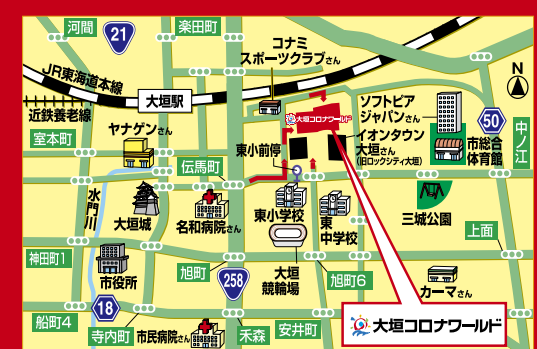 河間
21
楽田町
コナミ
スポーツクラブさん
N
JR東海道本線
大垣駅
近鉄養老線
大垣コロナワールド
ソフトピア
ジャパンさん
50
中ノ江
室本町
ヤナゲンさん
東小前停
イオンタウン
大垣さん
(旧ロックシティ大垣)
市総合
体育館
伝馬町
水門川
大垣城
名和病院さん
東小学校
東
中学校
三城公園
上面
神田町1
市役所
旭町
258
大垣
競輪場
旭町6
カーマさん
18
船町4
寺内町
市民病院さん
禾森
安井町
大垣コロナワールド